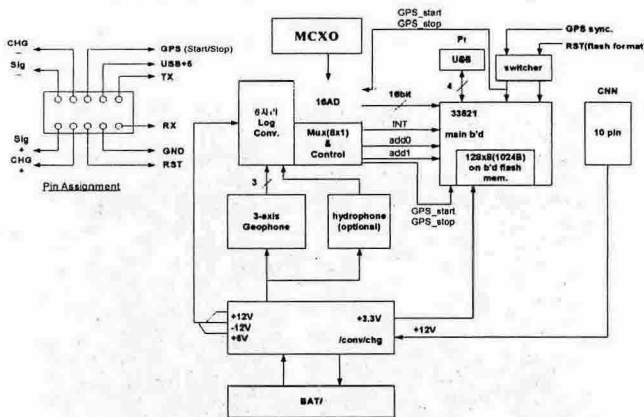 CHG
−
Sig
−
GPS (Start/Stop)
USB+5
TX
RX
GND
RST
Sig
+
CHG
+
Pin Assignment
MCXO
GPS_start
GPS_stop
16AD
16bit
Log
Conv.
Mux(8x1)
&
Control
INT
add0
add1
USB
4
33821
main b'd
128x8(1024B)
on b'd flash
mem.
switcher
GPS sync.
RST(flash format)
CNN
10 pin
3
GPS_start
GPS_stop
3-axis
Geophone
hydrophone
(optional)
+12V
-12V
+5V
+3.3V
/conv/chg
+12V
BAT/